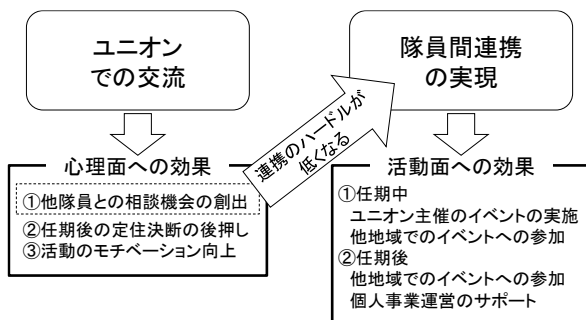 ユニオン
での交流
隊員間連携
の実現
連携のハードルが
低くなる
心理面への効果
①他隊員との相談機会の創出
②任期後の定住決断の後押し
③活動のモチベーション向上
活動面への効果
①任期中
ユニオン主催のイベントの実施
他地域でのイベントへの参加
②任期後
他地域でのイベントへの参加
個人事業運営のサポート